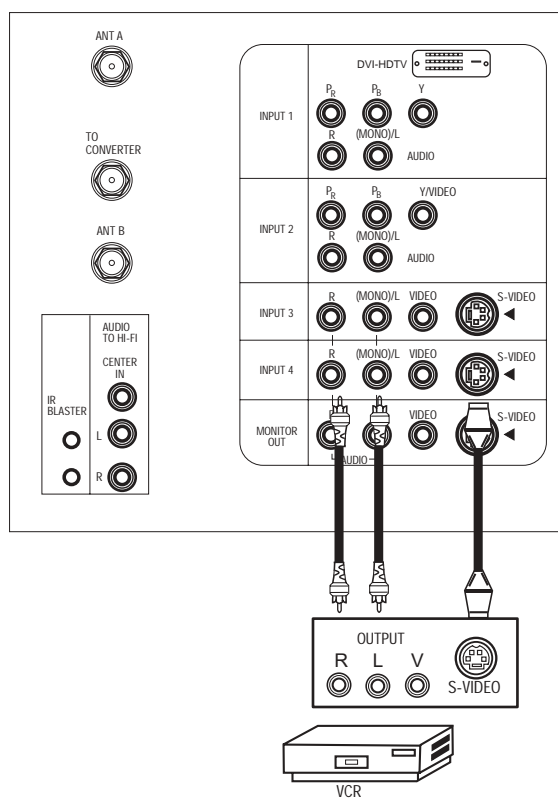 ANT A
TO
CONVERTER
ANT B
AUDIO
TO HI-FI
CENTER
IN
IR
BLASTER
L
R
DVI-HDTV
INPUT 1
PR PB Y
R (MONO)/L
AUDIO
INPUT 2
PR PB Y/VIDEO
R (MONO)/L
AUDIO
INPUT 3
R (MONO)/L VIDEO S-VIDEO
INPUT 4
R (MONO)/L VIDEO S-VIDEO
MONITOR
OUT
VIDEO S-VIDEO
AUDIO
OUTPUT
R L V
S-VIDEO
VCR